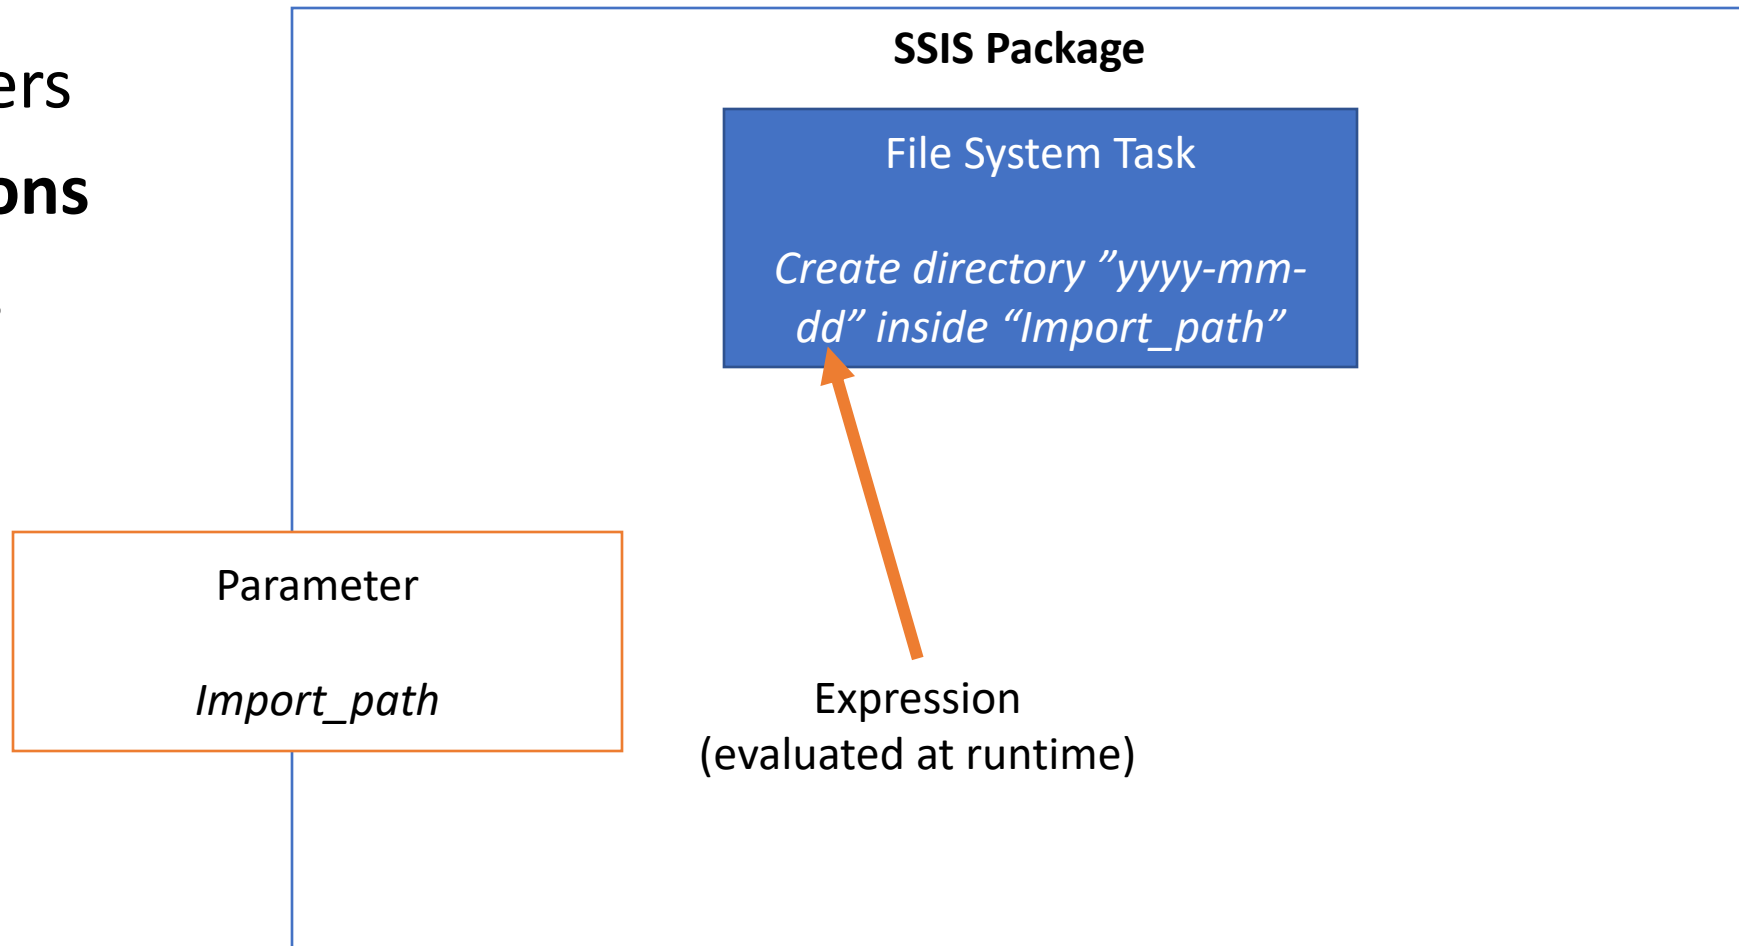 ers
ons
SSIS Package
File System Task
Create directory ”yyyy-mm-
dd” inside “Import_path”
Parameter
Import_path
Expression
(evaluated at runtime)